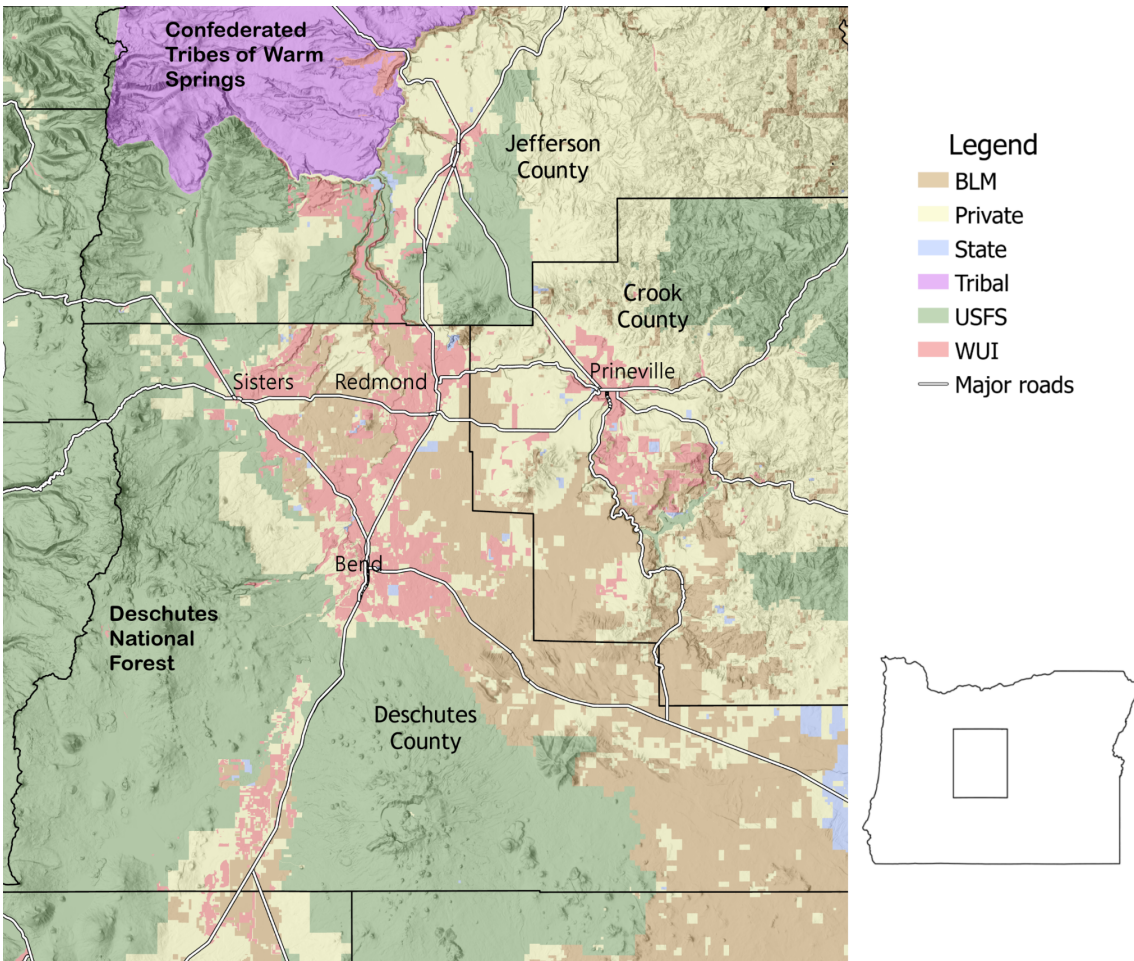 Confederated
Tribes of Warm
Springs
Jefferson
County
Crook
County
Sisters
Redmond
Prineville
Bend
Deschutes
National
Forest
Deschutes
County
Legend
BLM
Private
State
Tribal
USFS
WUI
Major roads